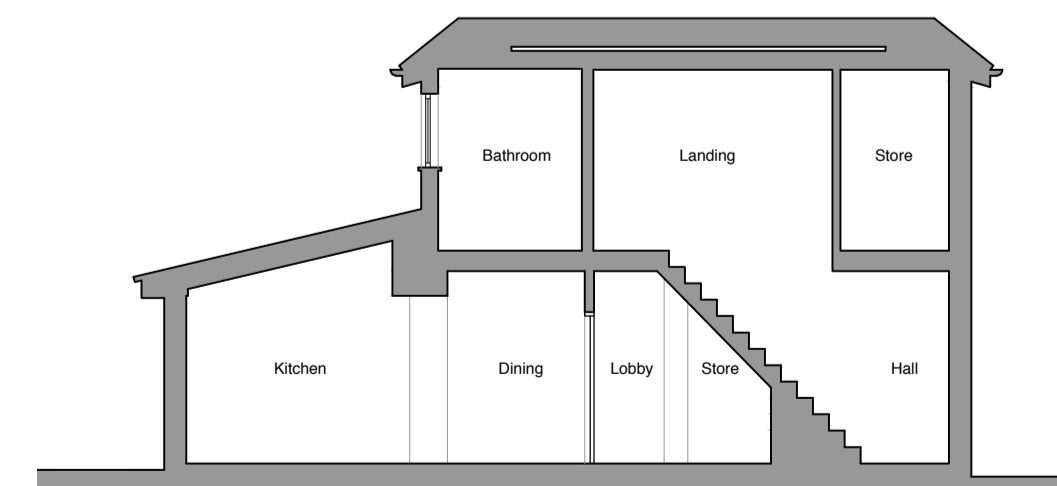 Bathroom
Landing
Store
Kitchen
Dining
Lobby
Store
Hall